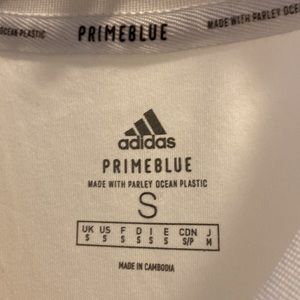 OCEAN PLASTIC PRIMEBLUE MADE WITH PARLEY OCEAN
adidas
PRIMEBLUE
MADE WITH PARLEY OCEAN PLASTIC
S
UK US F D I E CDN J
S S S S S S S/P M
MADE IN CAMBODIA